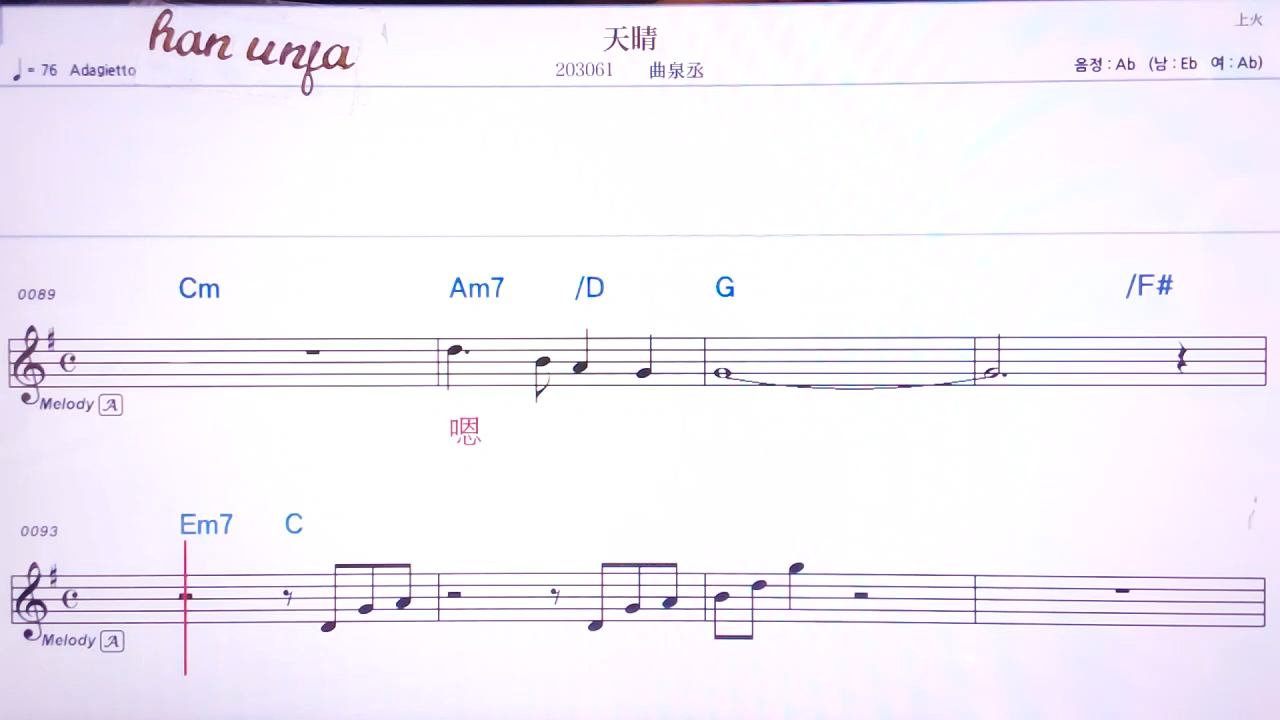 上火
han unfa
天晴
♩= 76 Adagietto
203061 曲泉丞
음정 : Ab (남 : Eb 여 : Ab)
Cm Am7 /D G /F#
0089
Melody A
嗯
Em7 C
0093
Melody A